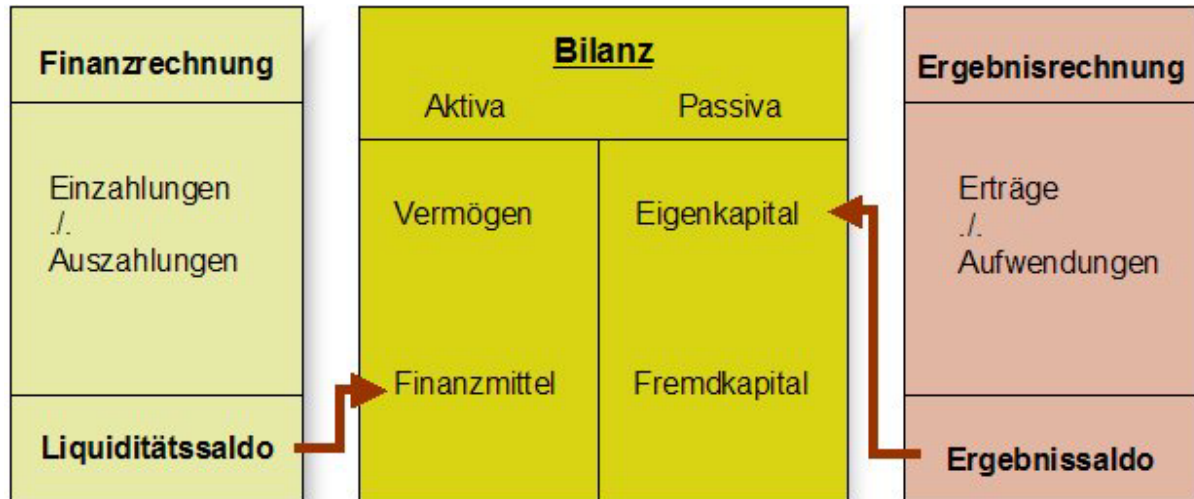 Finanzrechnung
Einzahlungen
./.
Auszahlungen
Liquiditätssaldo
Bilanz
Aktiva Passiva
Vermögen Eigenkapital
Finanzmittel Fremdkapital
Ergebnisrechnung
Erträge
./.
Aufwendungen
Ergebnissaldo